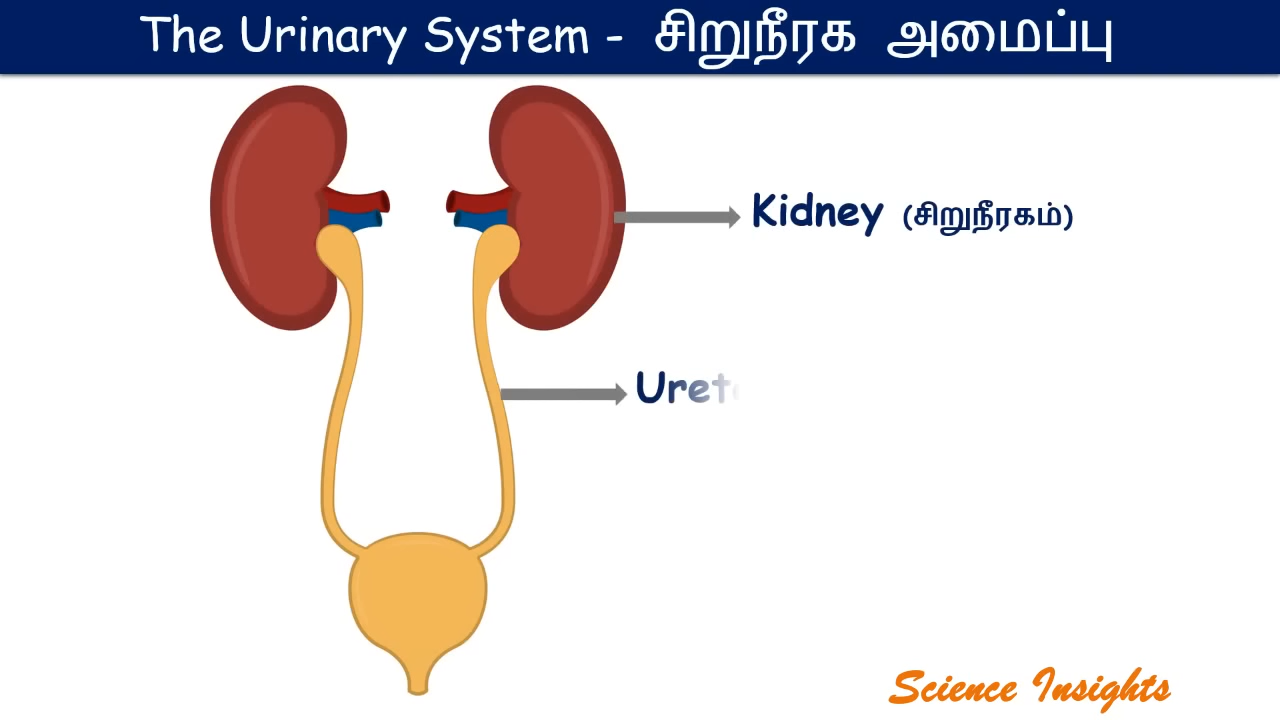 The Urinary System - சிறுநீரக அமைப்பு
Kidney (சிறுநீரகம்)
Science Insights